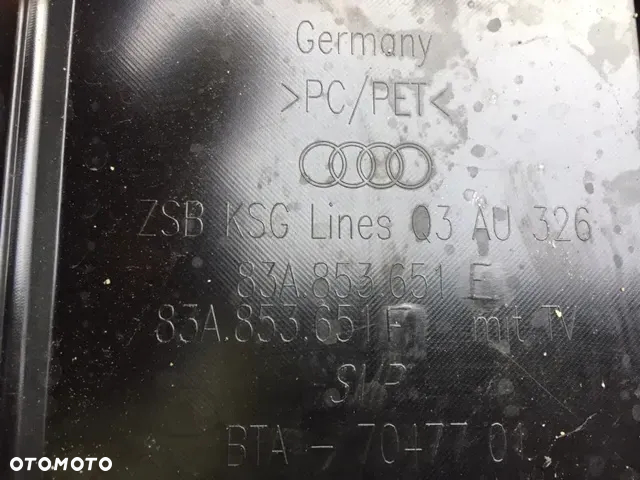 Germany
>PC/PET<
ZSB KSG Lines Q3 AU 326
83A.853.651 E
83A.853.651 F mit TV
BTA - 70477 01
OTOMOTO